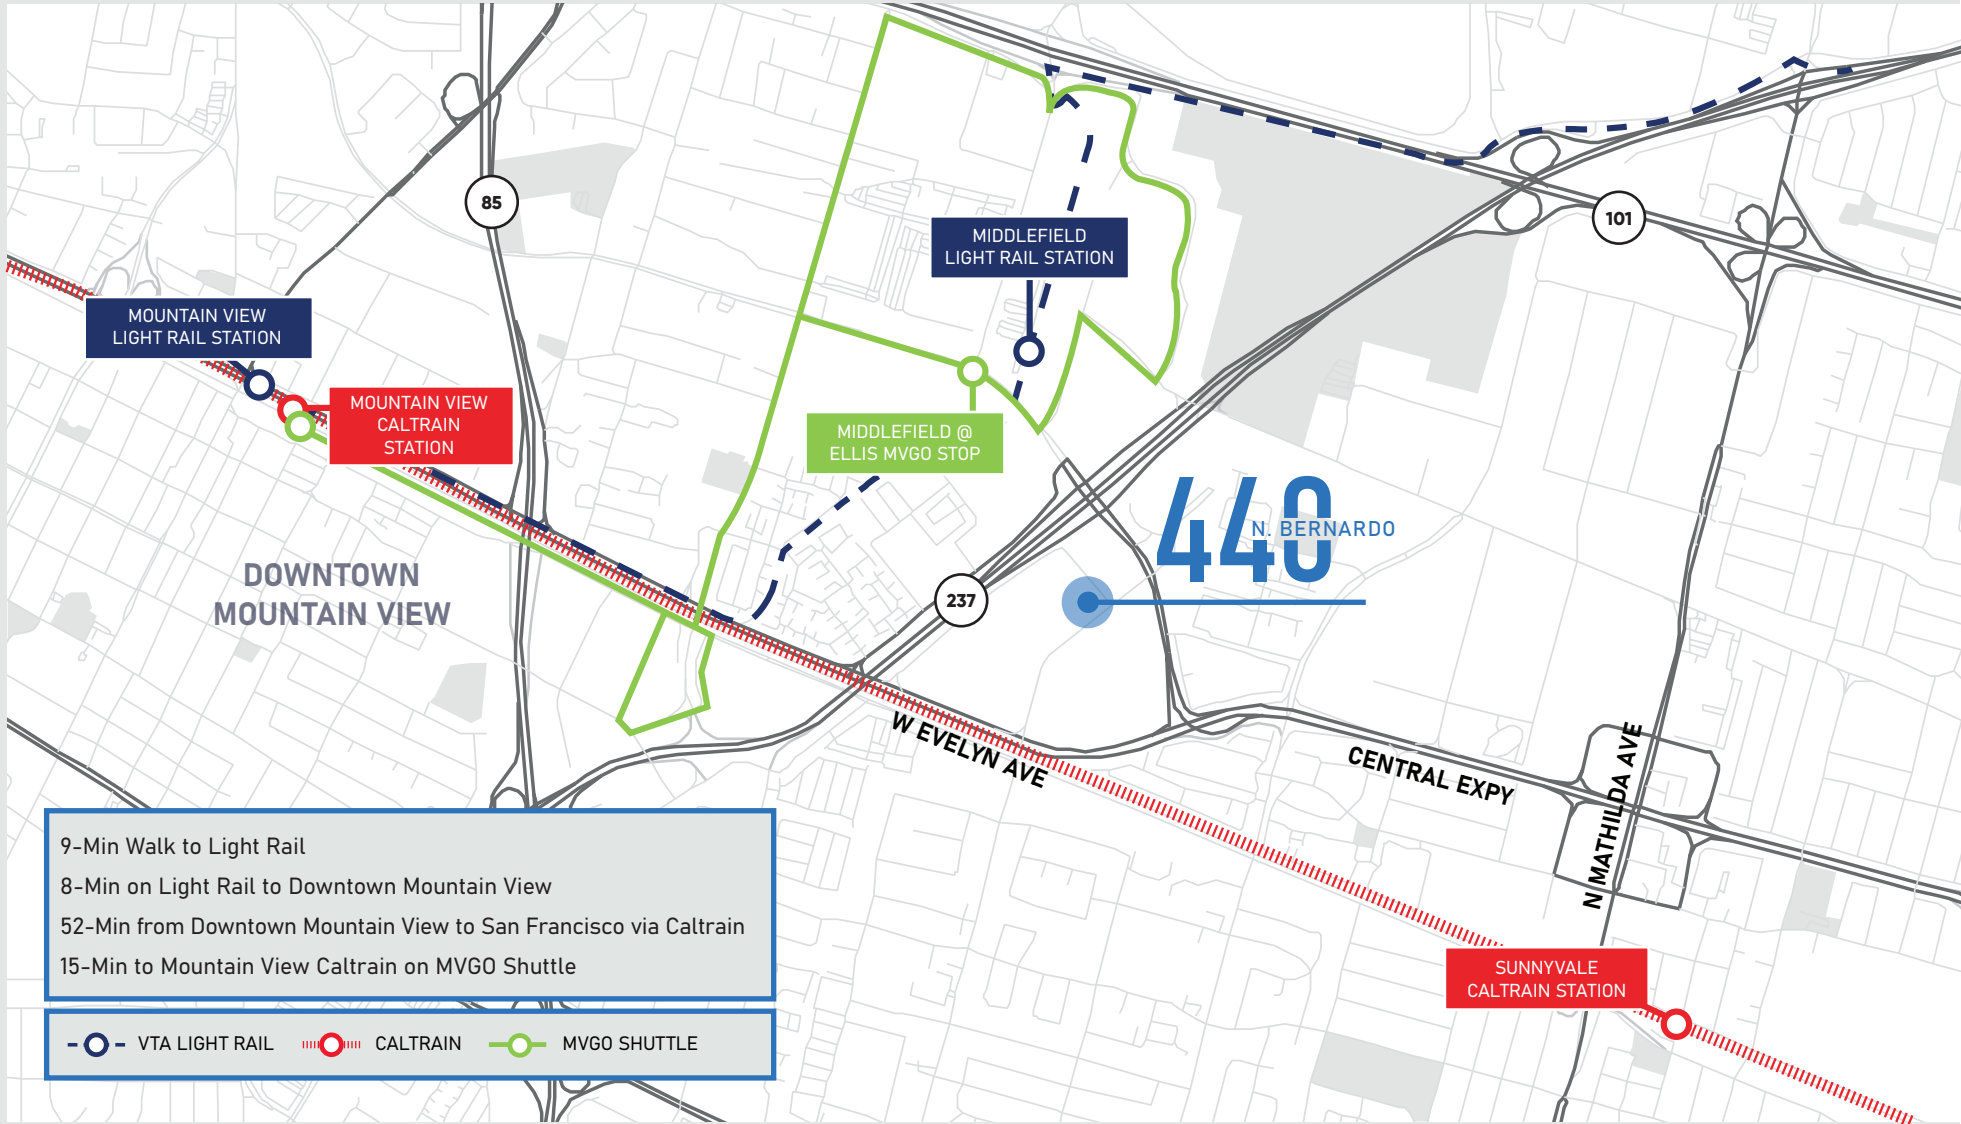 85
101
MIDDLEFIELD
LIGHT RAIL STATION
MOUNTAIN VIEW
LIGHT RAIL STATION
MOUNTAIN VIEW
CALTRAIN
STATION
MIDDLEFIELD @
ELLIS MVGO STOP
440
N. BERNARDO
DOWNTOWN
MOUNTAIN VIEW
237
W EVELYN AVE
CENTRAL EXPY
N MATHILDA AVE
9-Min Walk to Light Rail
8-Min on Light Rail to Downtown Mountain View
52-Min from Downtown Mountain View to San Francisco via Caltrain
15-Min to Mountain View Caltrain on MVGO Shuttle
SUNNYVALE
CALTRAIN STATION
VTA LIGHT RAIL CALTRAIN MVGO SHUTTLE